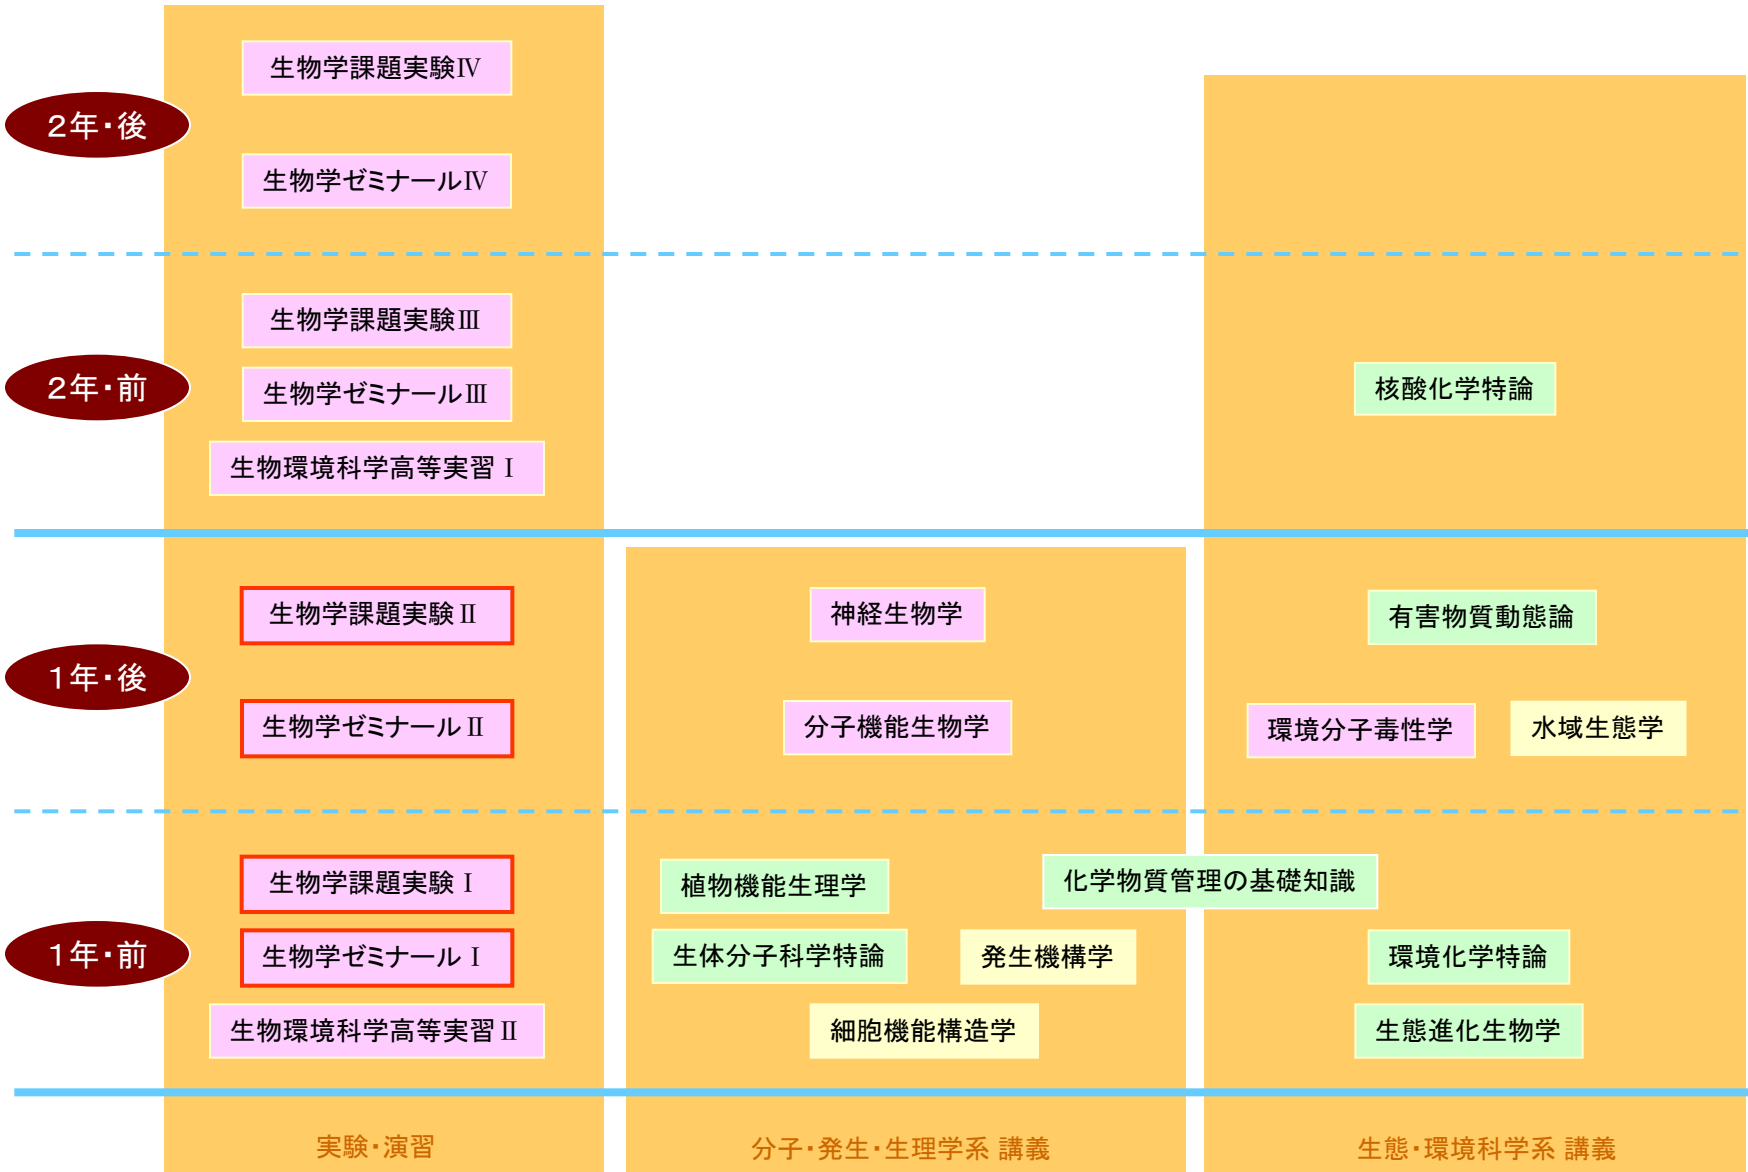 生物学課題実験Ⅳ
2年・後
生物学ゼミナールⅣ
生物学課題実験Ⅲ
2年・前
生物学ゼミナールⅢ
核酸化学特論
生物環境科学高等実習 Ⅰ
生物学課題実験 Ⅱ
神経生物学
有害物質動態論
1年・後
生物学ゼミナール Ⅱ
分子機能生物学
環境分子毒性学
水域生態学
生物学課題実験 Ⅰ
植物機能生理学
化学物質管理の基礎知識
1年・前
生物学ゼミナール Ⅰ
生体分子科学特論
発生機構学
環境化学特論
生物環境科学高等実習 Ⅱ
細胞機能構造学
生態進化生物学
実験・演習
分子・発生・生理学系 講義
生態・環境科学系 講義